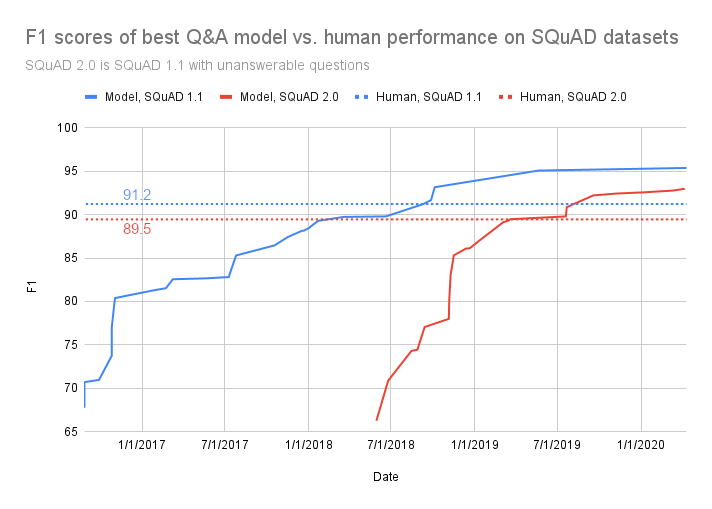 F1 scores of best Q&A model vs. human performance on SQuAD datasets
SQuAD 2.0 is SQuAD 1.1 with unanswerable questions
Model, SQuAD 1.1 Model, SQuAD 2.0 Human, SQuAD 1.1 Human, SQuAD 2.0
100
95
91.2
90
89.5
85
F1
80
75
70
65
1/1/2017 7/1/2017 1/1/2018 7/1/2018 1/1/2019 7/1/2019 1/1/2020
Date